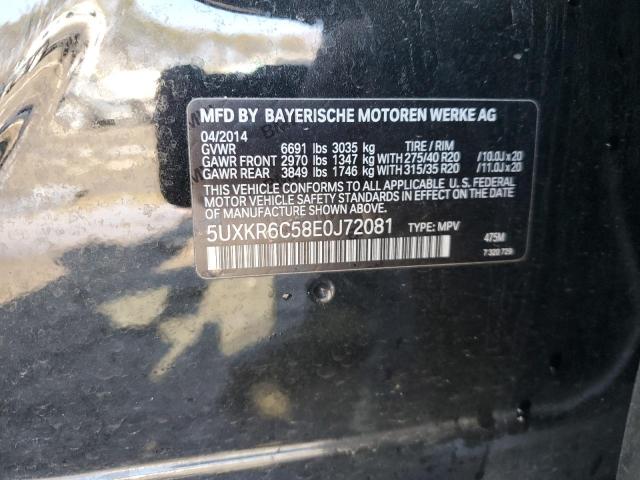 MFD BY BAYERISCHE MOTOREN WERKE AG
04/2014
GVWR 6691 lbs 3035 kg TIRE / RIM
GAWR FRONT 2970 lbs 1347 kg WITH 275/40 R20 /10.0J x 20
GAWR REAR 3849 lbs 1746 kg WITH 315/35 R20 /11.0J x 20
THIS VEHICLE CONFORMS TO ALL APPLICABLE U.S. FEDERAL
MOTOR VEHICLE SAFETY STANDARDS IN EFFECT ON THE DATE OF
MANUFACTURE SHOWN ABOVE.
5UXKR6C58E0J72081 TYPE: MPV 475M
7 320 729